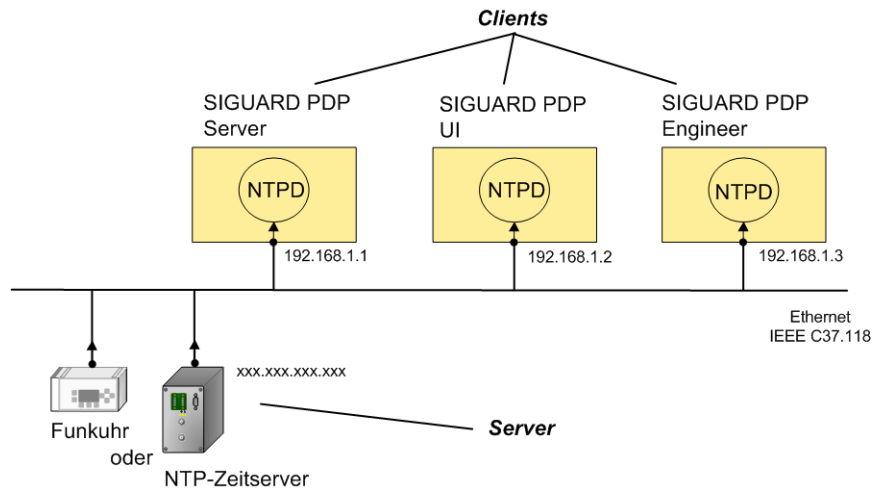 Clients
SIGUARD PDP
Server
SIGUARD PDP
UI
SIGUARD PDP
Engineer
NTPD
NTPD
NTPD
192.168.1.1
192.168.1.2
192.168.1.3
Ethernet
IEEE C37.118
xxx.xxx.xxx.xxx
Funkuhr
oder
NTP-Zeitserver
Server